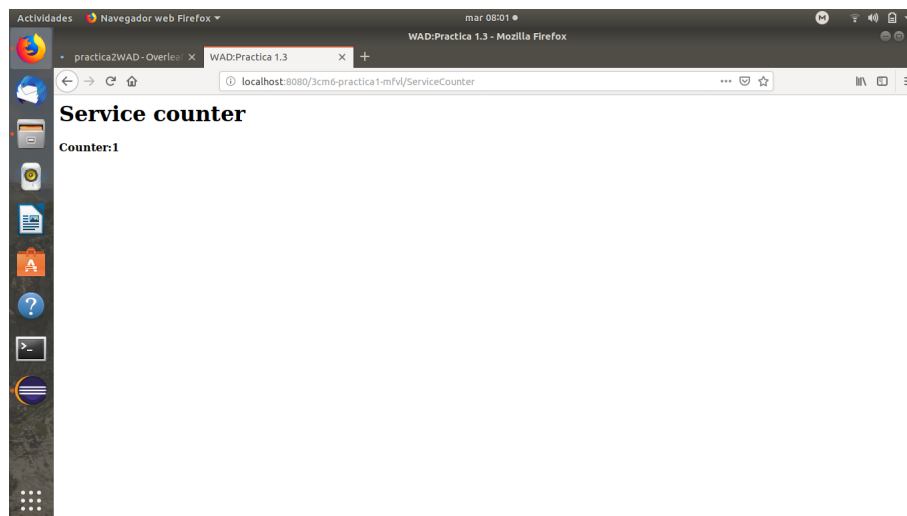 Actividades Navegador web Firefox mar 08:01
WAD:Practica 1.3 - Mozilla Firefox
practica2WAD - Overlea WAD:Practica 1.3
localhost:8080/3cm6-practica1-mfvl/ServiceCounter
Service counter
Counter:1